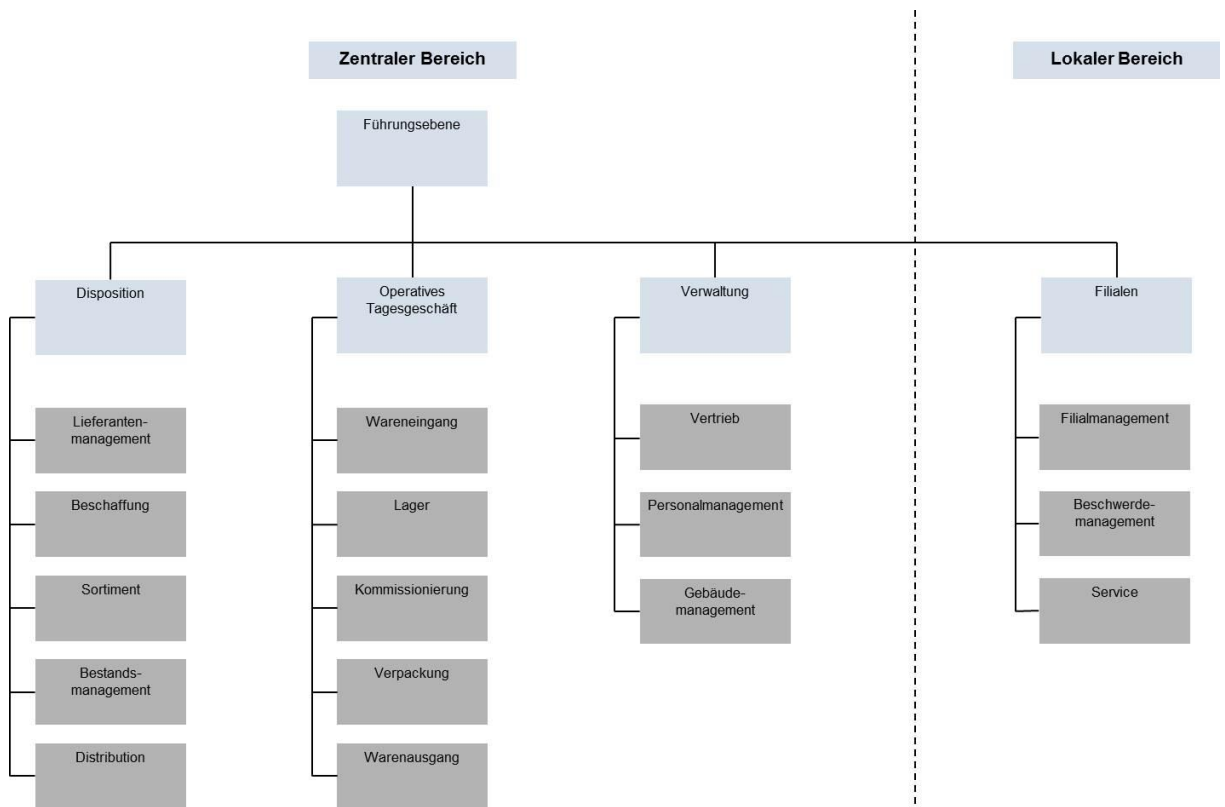 Zentraler Bereich
Lokaler Bereich
Führungsebene
Disposition
Operatives
Tagesgeschäft
Verwaltung
Filialen
Lieferanten-
management
Beschaffung
Sortiment
Bestands-
management
Distribution
Wareneingang
Lager
Kommissionierung
Verpackung
Warenausgang
Vertrieb
Personalmanagement
Gebäude-
management
Filialmanagement
Beschwerde-
management
Service